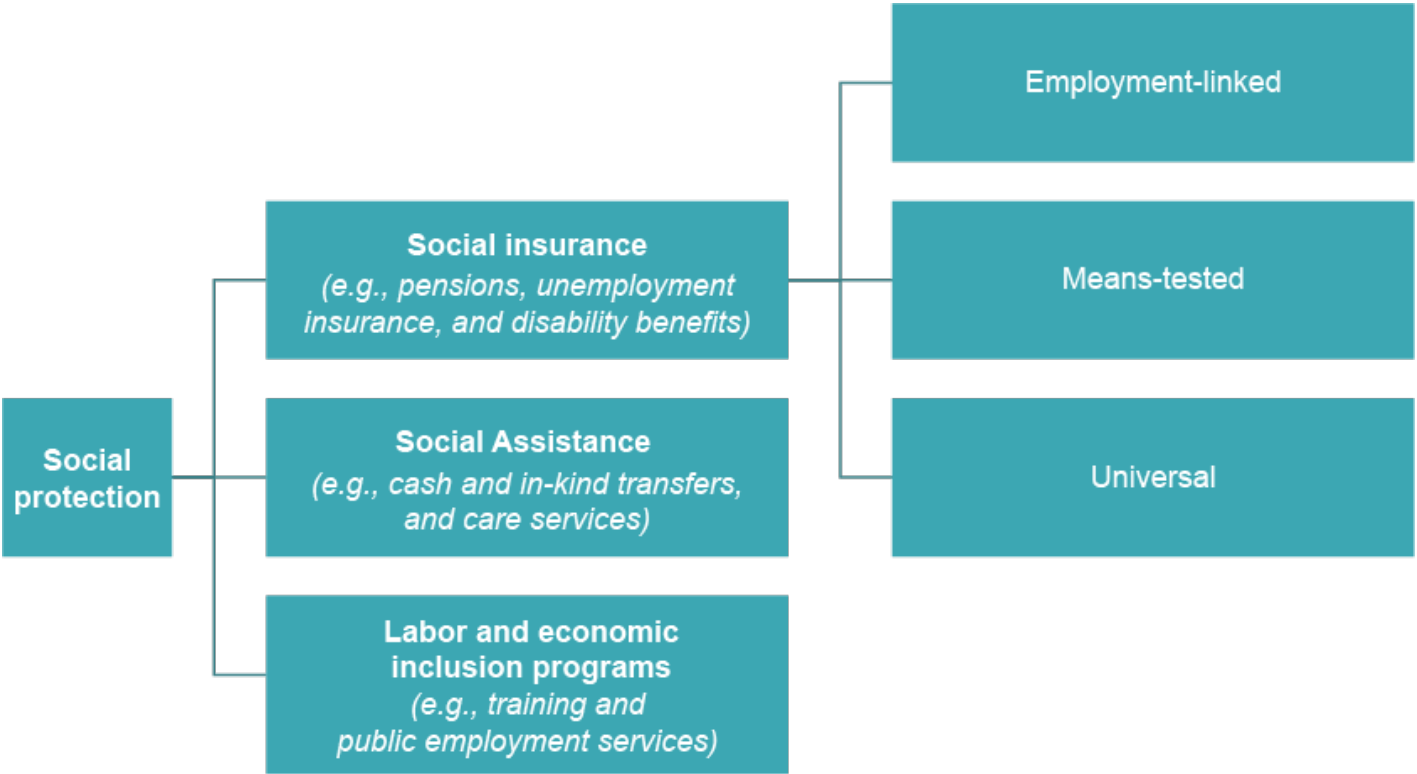 Social
protection
Social insurance
(e.g., pensions, unemployment
insurance, and disability benefits)
Social Assistance
(e.g., cash and in-kind transfers,
and care services)
Labor and economic
inclusion programs
(e.g., training and
public employment services)
Employment-linked
Means-tested
Universal